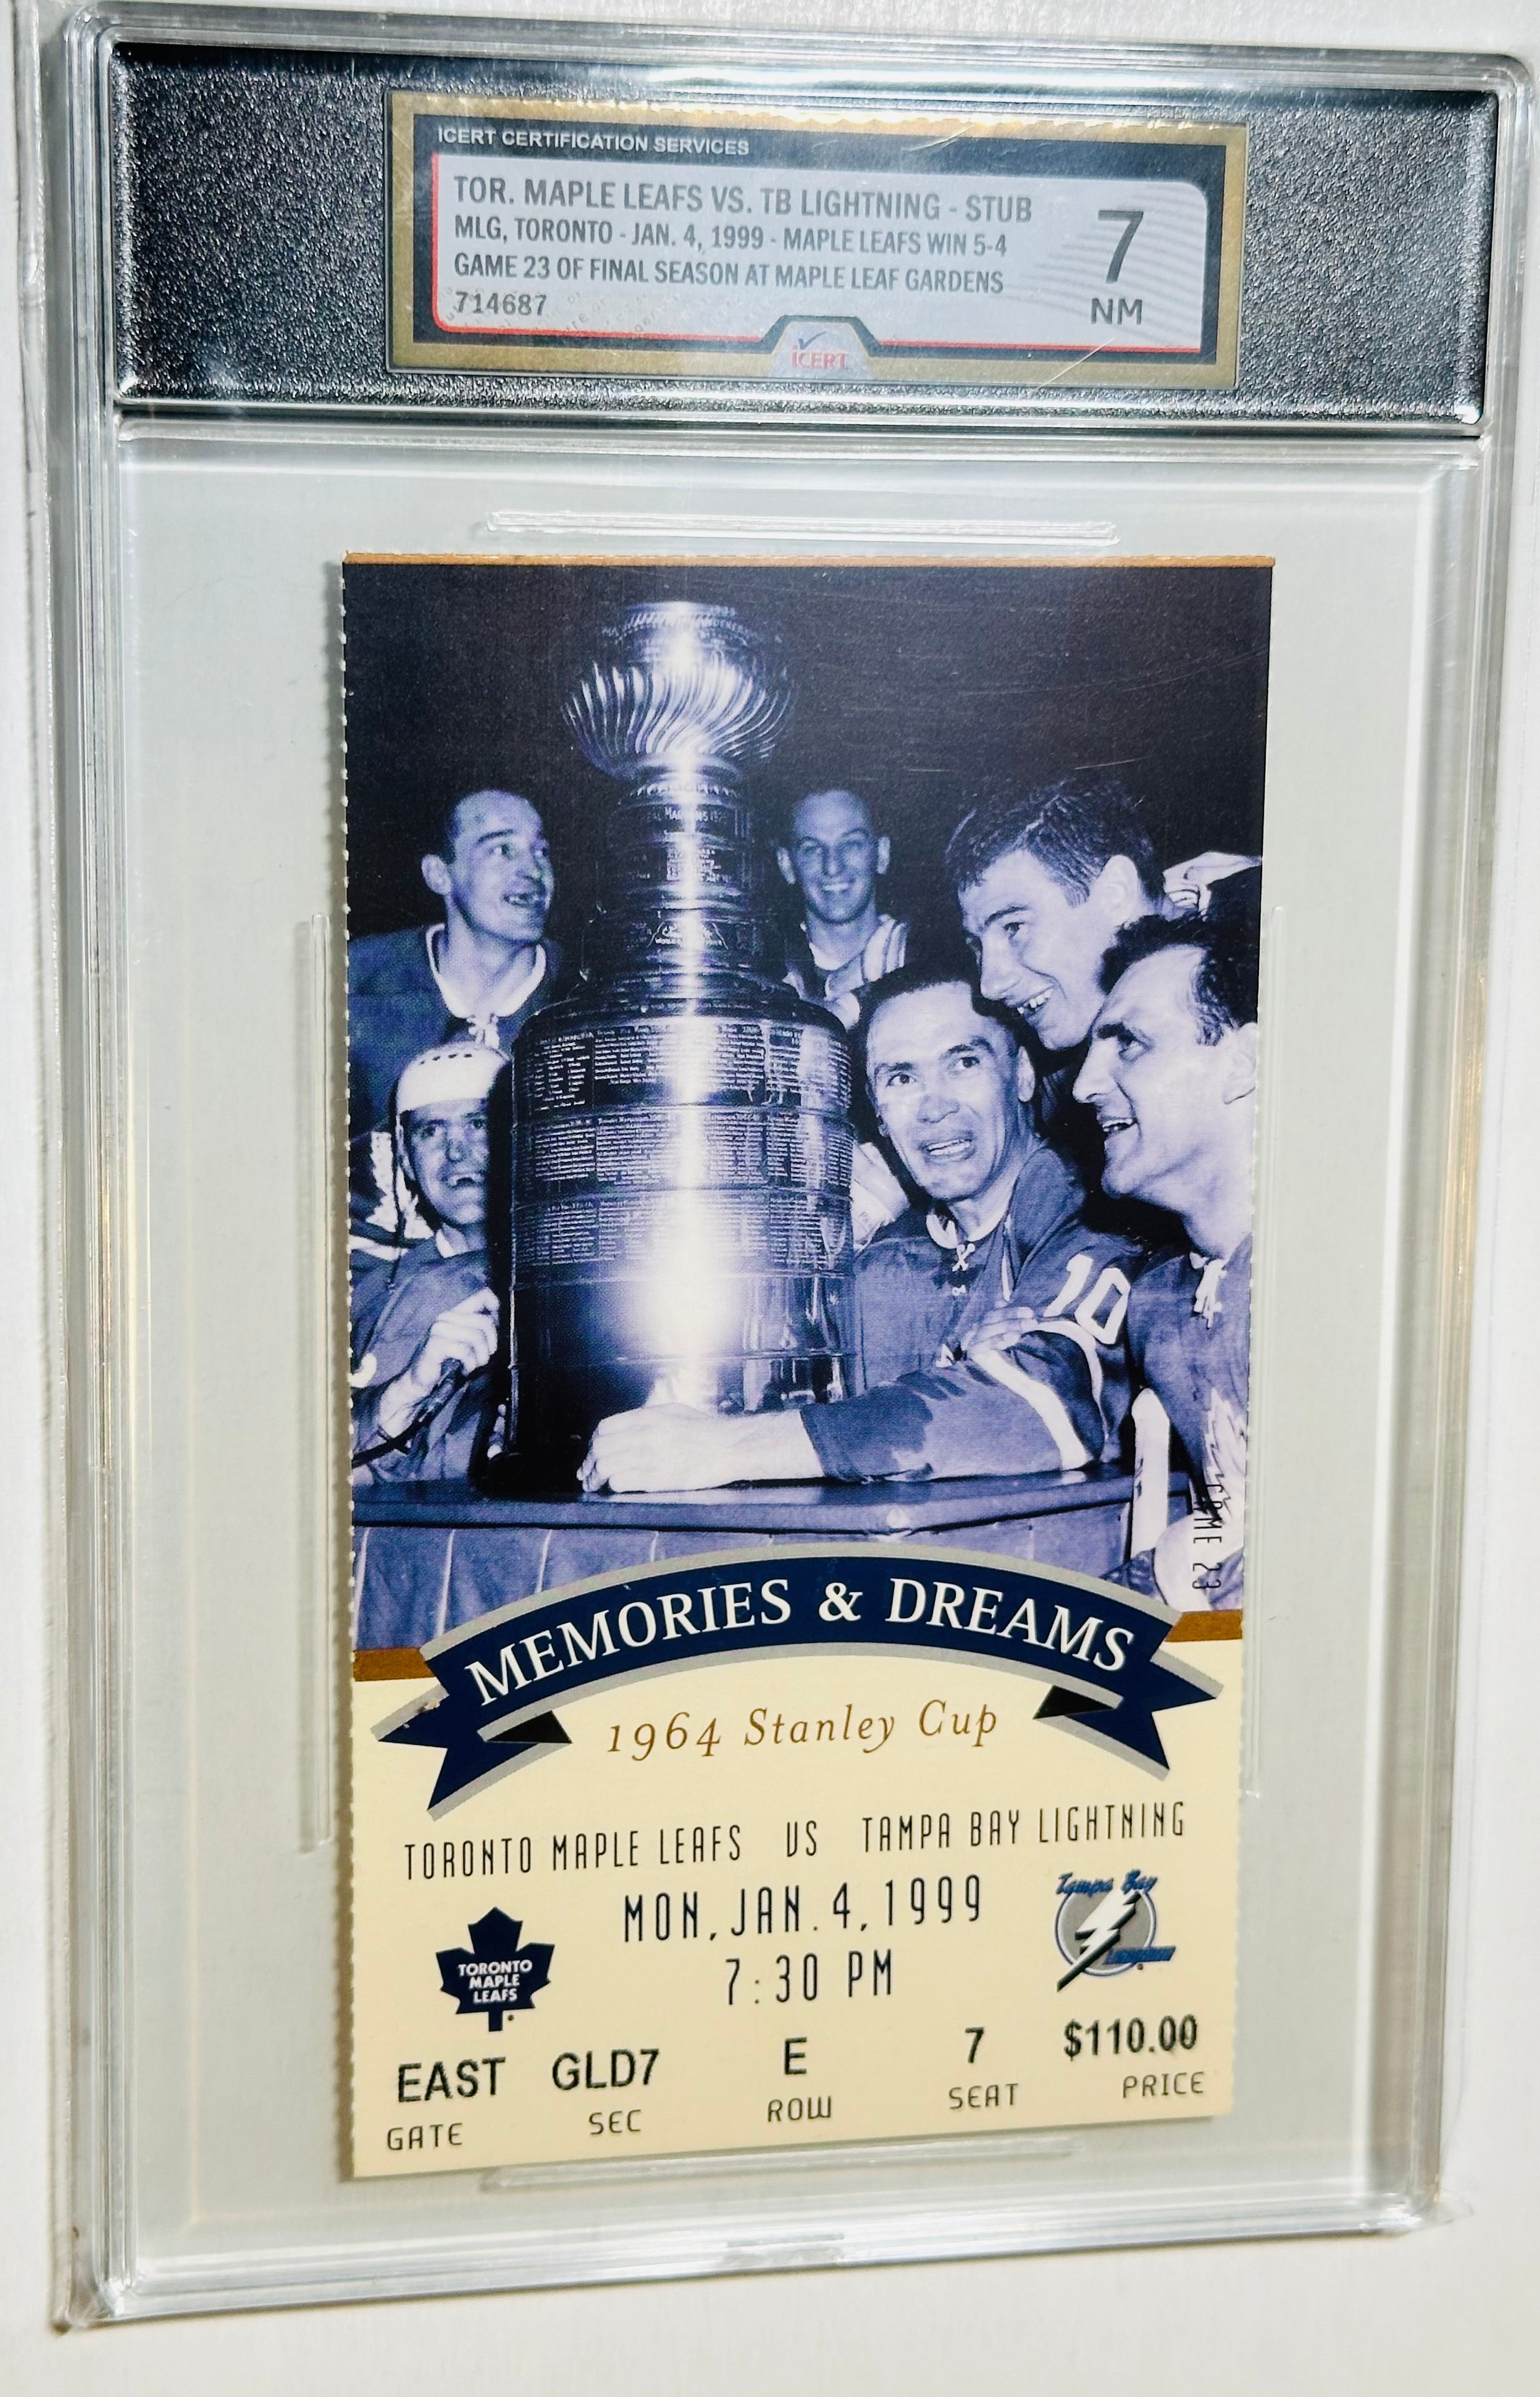 ICERT CERTIFICATION SERVICES
TOR. MAPLE LEAFS VS. TB LIGHTNING - STUB
MLG, TORONTO - JAN. 4, 1999 - MAPLE LEAFS WIN 5-4
GAME 23 OF FINAL SEASON AT MAPLE LEAF GARDENS
714687
7
NM
iCERT
10
GAME 23
MEMORIES & DREAMS
1964 Stanley Cup
TORONTO MAPLE LEAFS VS TAMPA BAY LIGHTNING
MON, JAN. 4, 1999
7:30 PM
TORONTO
MAPLE
LEAFS
Tampa Bay
Lightning
EAST GLD7 E 7 $110.00
GATE SEC ROW SEAT PRICE